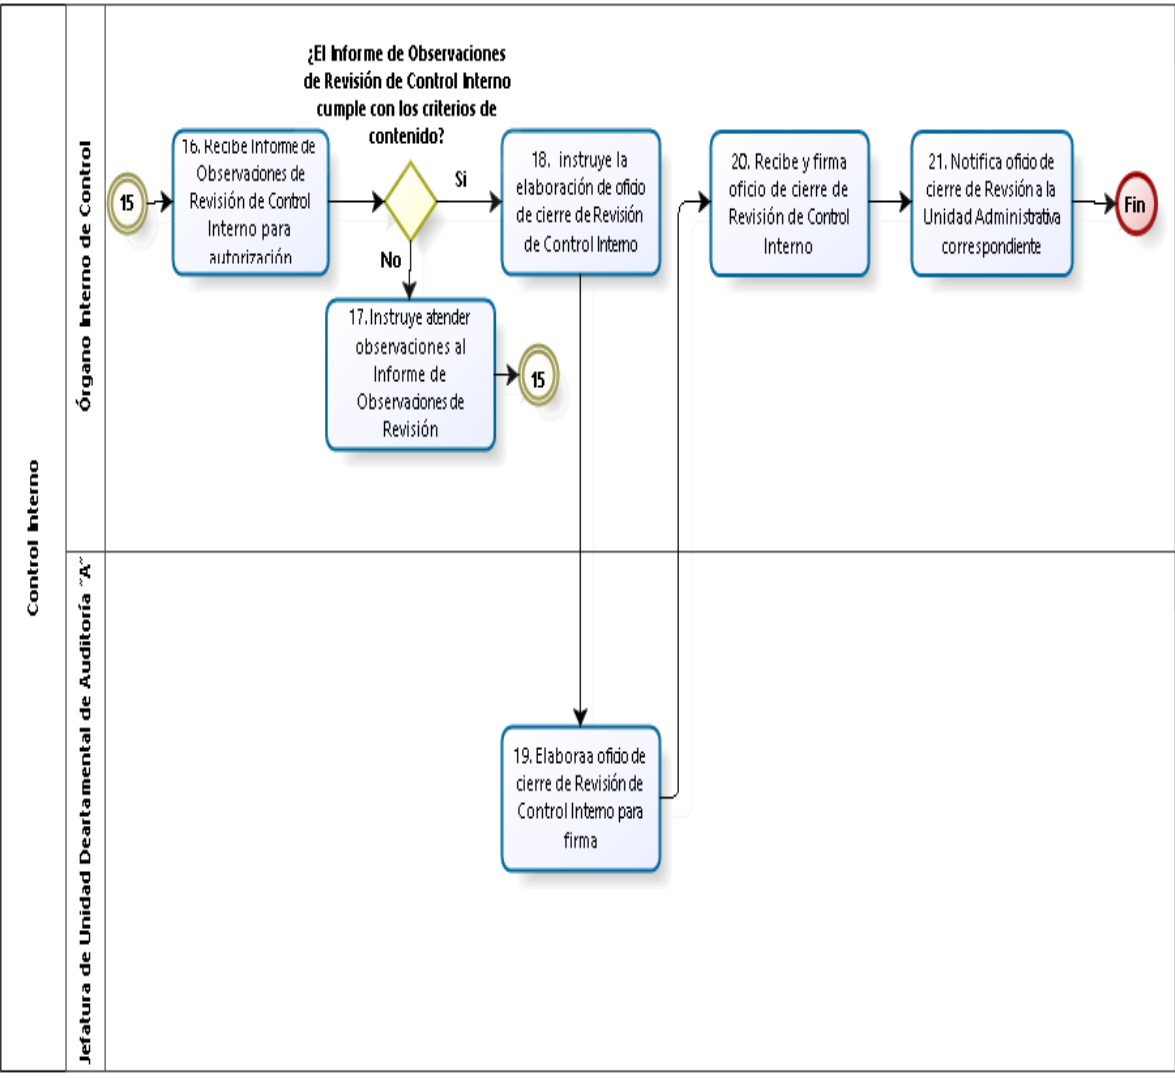 Control Interno
Órgano Interno de Control
Jefatura de Unidad Deartamental de Auditoría ˝A˝
15
16. Recibe Informe de
Observaciones de
Revisión de Control
Interno para
autorización
¿El Informe de Observaciones
de Revisión de Control Interno
cumple con los criterios de
contenido?
Si
No
17. Instruye atender
observaciones al
Informe de
Observaciones de
Revisión
15
18. instruye la
elaboración de oficio
de cierre de Revisión
de Control Interno
19. Elaboraa oficio de
cierre de Revisión de
Control Interno para
firma
20. Recibe y firma
oficio de cierre de
Revisión de Control
Interno
21. Notifica oficio de
cierre de Revsión a la
Unidad Administrativa
correspondiente
Fin